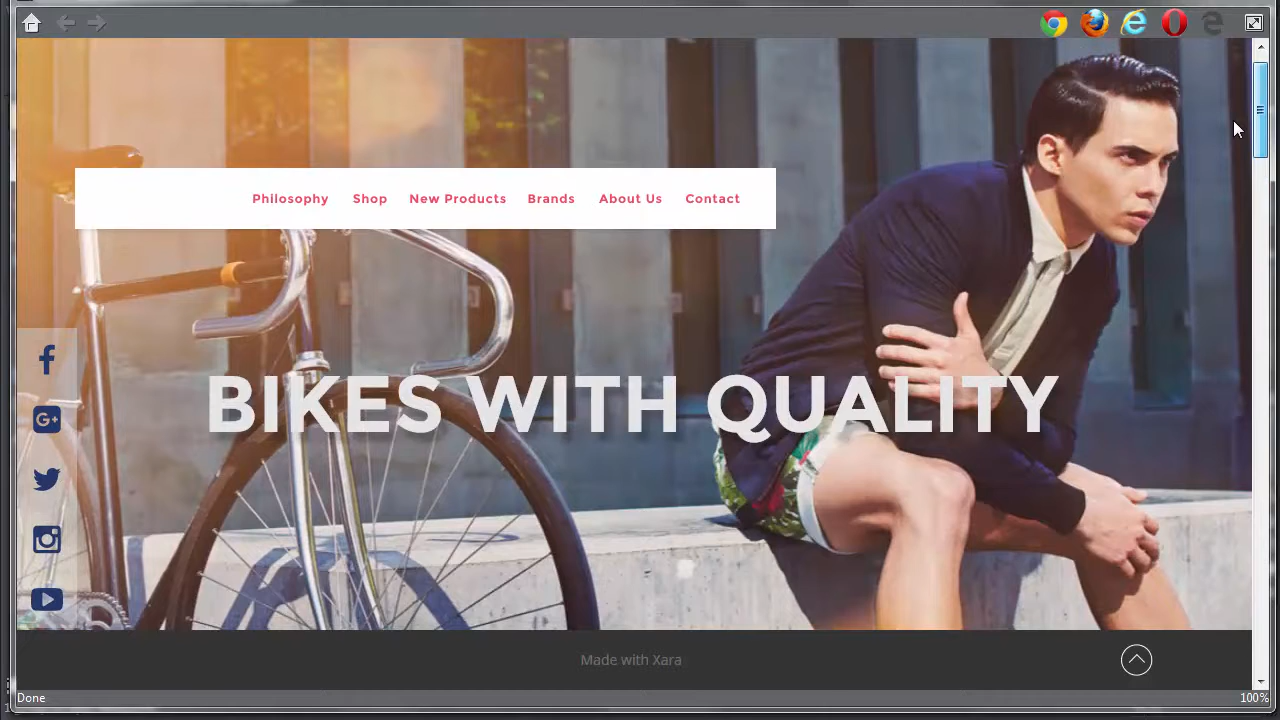 Philosophy Shop New Products Brands About Us Contact
BIKES WITH QUALITY
Made with Xara
Done 100%